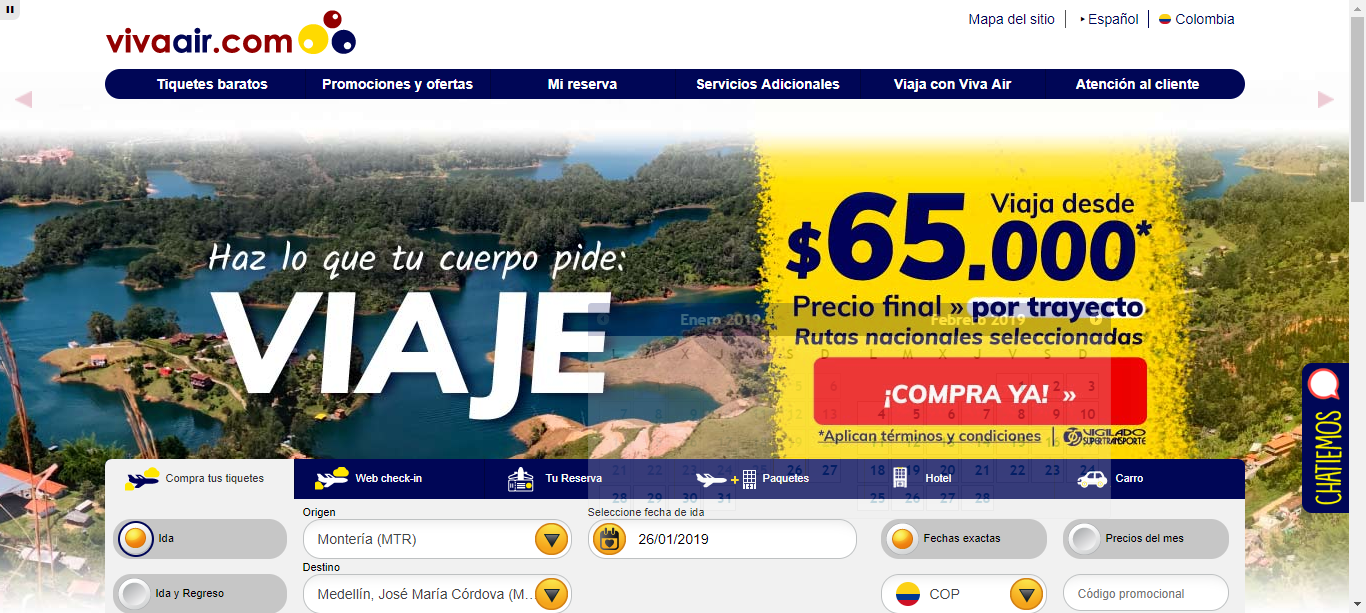 vivaair.com
Mapa del sitio
Español
Colombia
Tiquetes baratos
Promociones y ofertas
Mi reserva
Servicios Adicionales
Viaja con Viva Air
Atención al cliente
Haz lo que tu cuerpo pide:
VIAJE
Viaja desde
$65.000*
Precio final » por trayecto
Rutas nacionales seleccionadas
¡COMPRA YA! »
*Aplican términos y condiciones
VIGILADO
SUPERTRANSPORTE
Enero 2019
Febrero 2019
CHATIEMOS
Compra tus tiquetes
Web check-in
Tu Reserva
Paquetes
Hotel
Carro
Ida
Origen
Montería (MTR)
Seleccione fecha de ida
26/01/2019
Fechas exactas
Precios del mes
Ida y Regreso
Destino
Medellín, José María Córdova (M...
COP
Código promocional